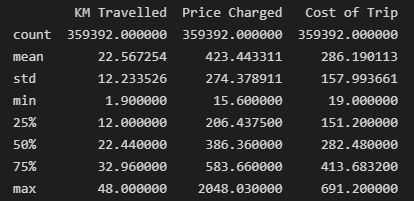 KM Travelled Price Charged Cost of Trip
count 359392.000000 359392.000000 359392.000000
mean 22.567254 423.443311 286.190113
std 12.233526 274.378911 157.993661
min 1.900000 15.600000 19.000000
25% 12.000000 206.437500 151.200000
50% 22.440000 386.360000 282.480000
75% 32.960000 583.660000 413.683200
max 48.000000 2048.030000 691.200000